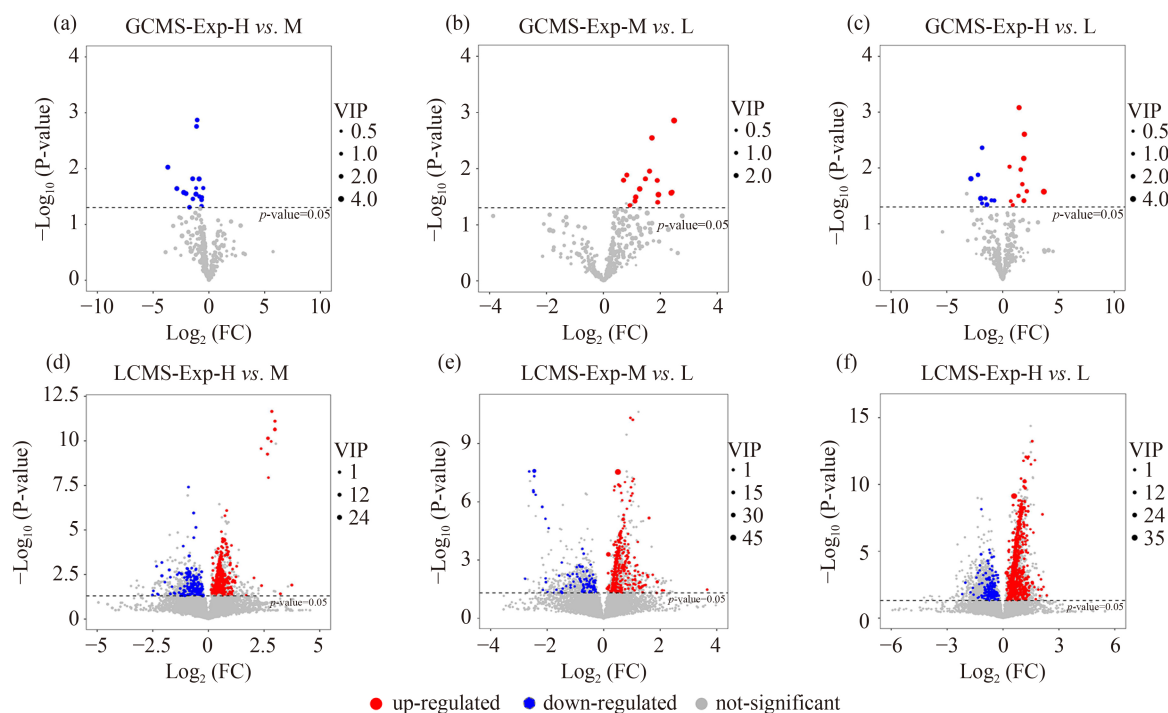 (a)
GCMS-Exp-H vs. M
4
3
2
1
0
−Log₁₀ (P-value)
p-value=0.05
−10 −5 0 5 10
Log₂ (FC)
VIP
0.5
1.0
2.0
4.0
(b)
GCMS-Exp-M vs. L
4
3
2
1
0
−Log₁₀ (P-value)
p-value=0.05
−4 −2 0 2 4
Log₂ (FC)
VIP
0.5
1.0
2.0
(c)
GCMS-Exp-H vs. L
4
3
2
1
0
−Log₁₀ (P-value)
p-value=0.05
−10 −5 0 5 10
Log₂ (FC)
VIP
0.5
1.0
2.0
4.0
(d)
LCMS-Exp-H vs. M
12.5
10.0
7.5
5.0
2.5
0.0
−Log₁₀ (P-value)
p-value=0.05
−5 −2.5 0 2.5 5
Log₂ (FC)
VIP
1
12
24
(e)
LCMS-Exp-M vs. L
9
6
3
0
−Log₁₀ (P-value)
p-value=0.05
−4 −2 0 2 4
Log₂ (FC)
VIP
1
15
30
45
(f)
LCMS-Exp-H vs. L
15
10
5
0
−Log₁₀ (P-value)
p-value=0.05
−6 −3 0 3 6
Log₂ (FC)
VIP
1
12
24
35
up-regulated down-regulated not-significant